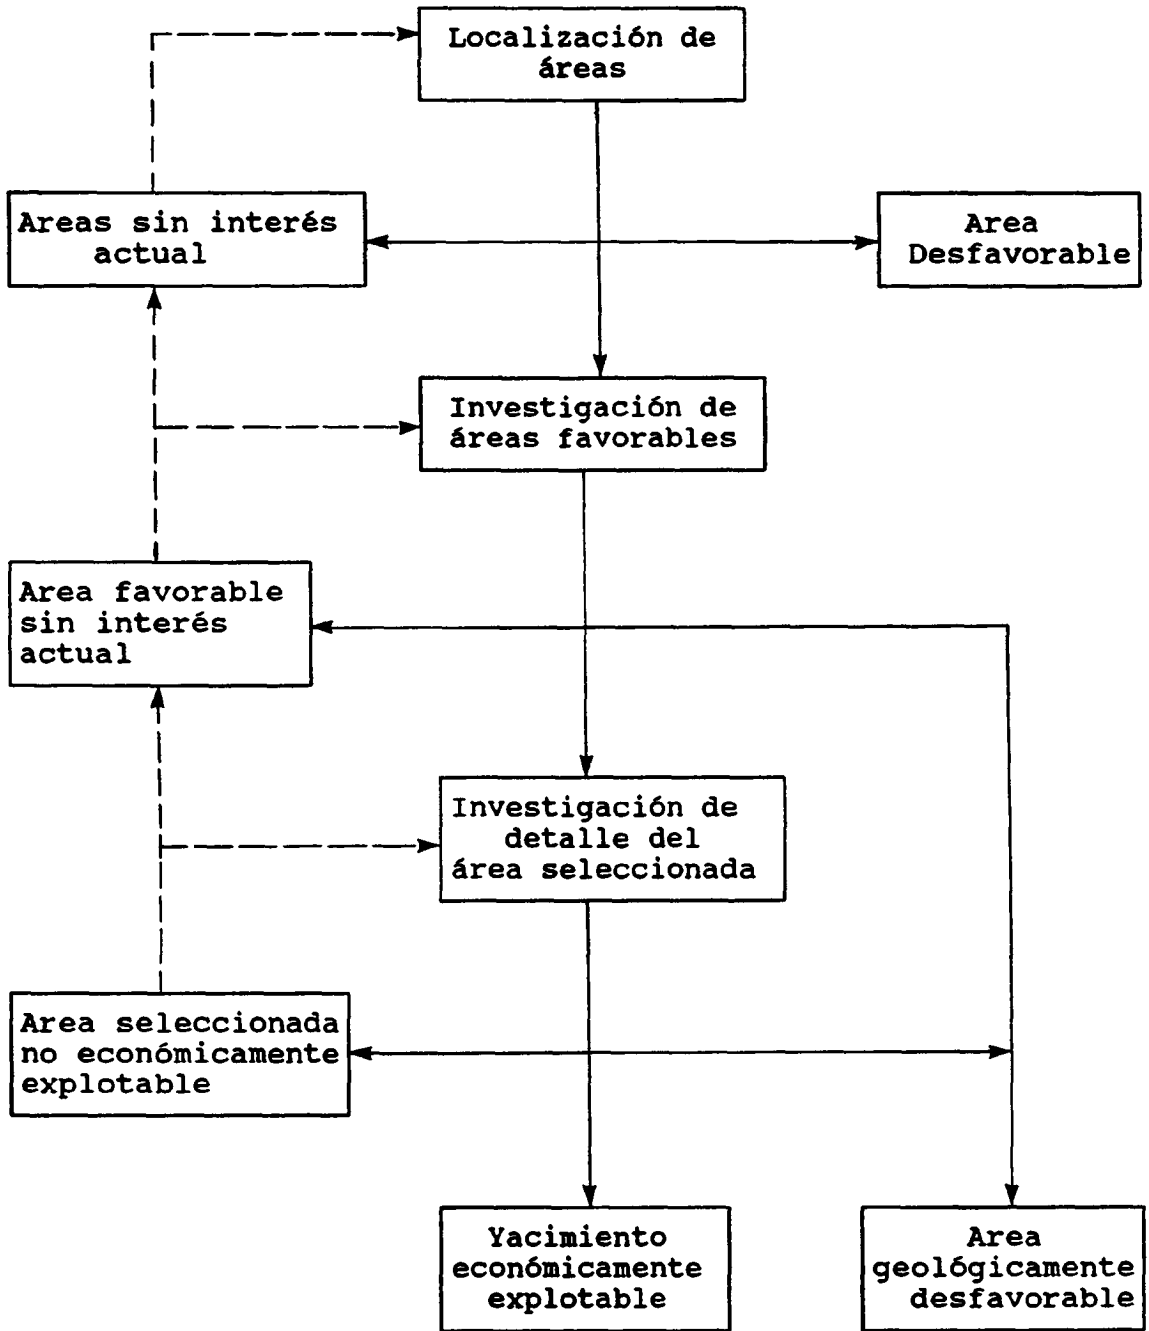 Localización de
áreas
Areas sin interés
actual
Area
Desfavorable
Investigación de
áreas favorables
Area favorable
sin interés
actual
Investigación de
detalle del
área seleccionada
Area seleccionada
no económicamente
explotable
Yacimiento
económicamente
explotable
Area
geológicamente
desfavorable